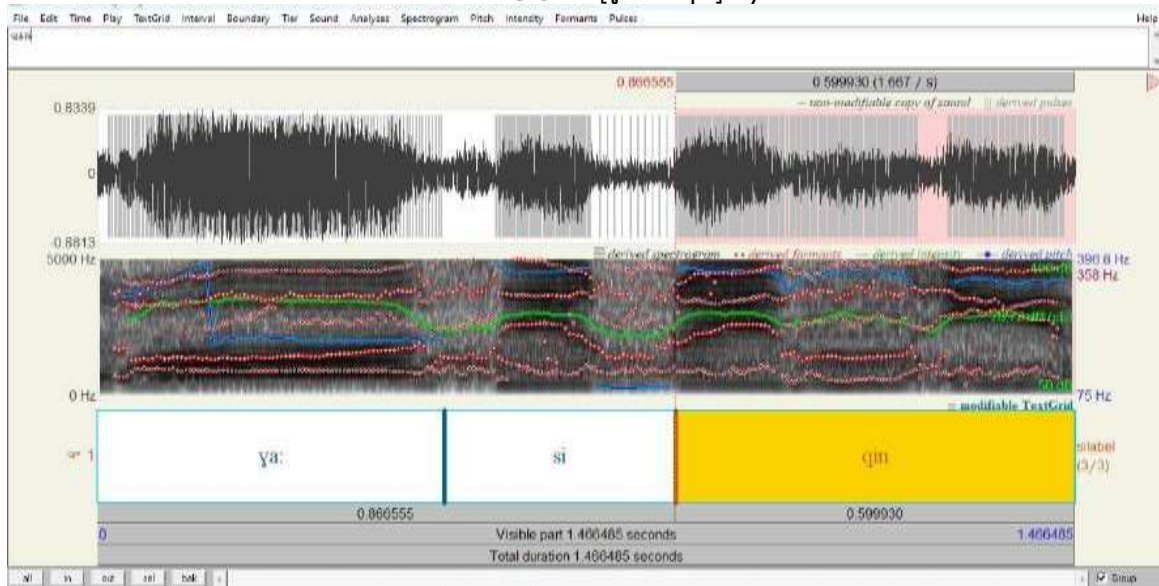 File Edit Time Play TextGrid Interval Boundary Tier Sound Analyses Spectrogram Pitch Intensity Formants Pulses Help
0.866555 0.599930 (1.667 / s)
0.8339 – non-modifiable copy of sound derived pulses
0
-0.8813
5000 Hz derived spectrogram derived formants derived intensity derived pitch 396.8 Hz
358 Hz
0 Hz 50 dB 75 Hz
modifiable TextGrid
1 ɣa: si qin silabel
(3/3)
0.866555 0.599930
0 Visible part 1.466485 seconds 1.466485
Total duration 1.466485 seconds
all in out sel bak Group